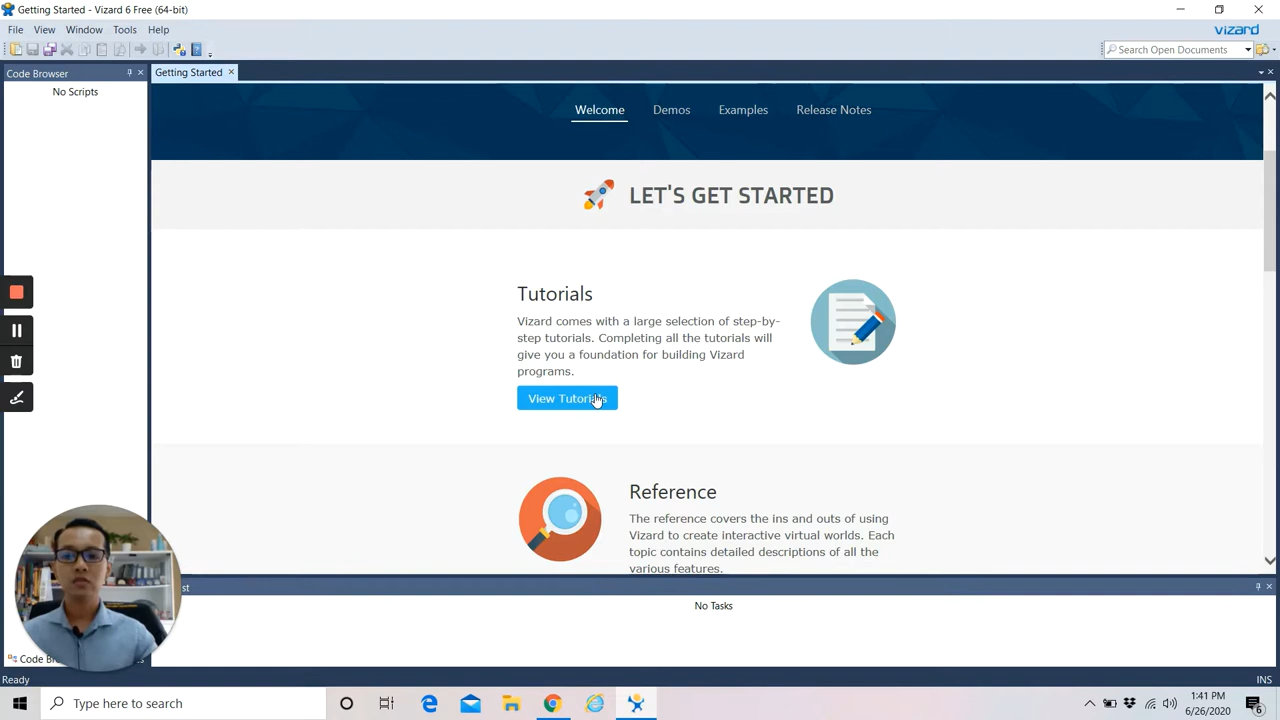 Getting Started - Vizard 6 Free (64-bit)
File View Window Tools Help
vizard
Search Open Documents
Code Browser
Getting Started
No Scripts
Welcome Demos Examples Release Notes
LET'S GET STARTED
Tutorials
Vizard comes with a large selection of step-by-
step tutorials. Completing all the tutorials will
give you a foundation for building Vizard
programs.
View Tutorials
Reference
The reference covers the ins and outs of using
Vizard to create interactive virtual worlds. Each
topic contains detailed descriptions of all the
various features.
No Tasks
Code
Ready
INS
Type here to search
1:41 PM
6/26/2020
6